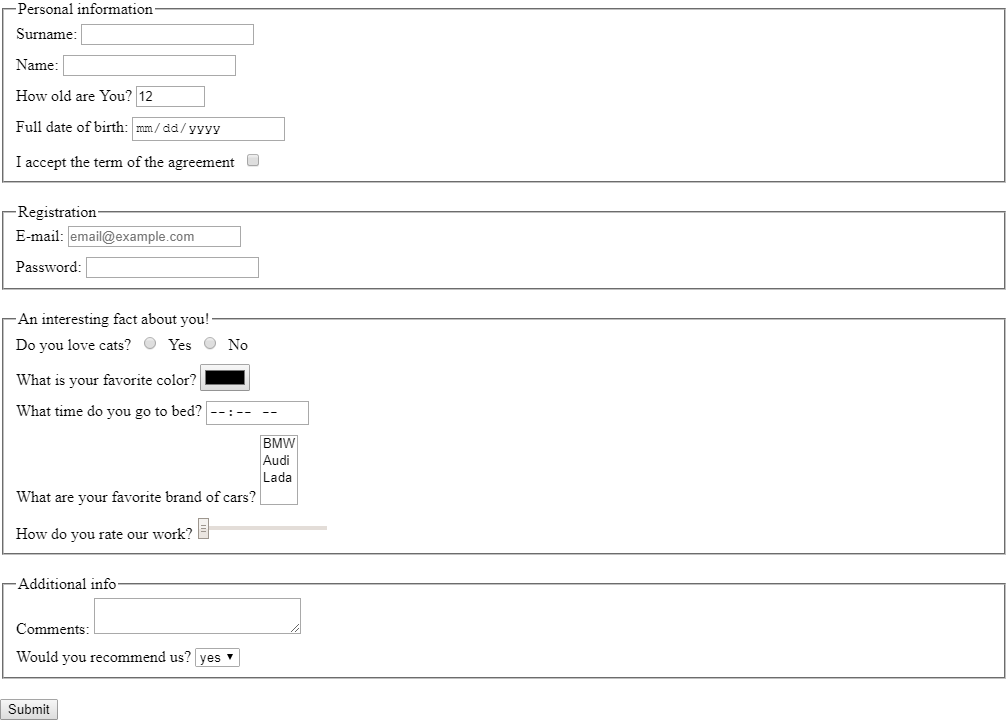 Personal information
Surname:
Name:
How old are You? 12
Full date of birth: mm/dd/yyyy
I accept the term of the agreement
Registration
E-mail: email@example.com
Password:
An interesting fact about you!
Do you love cats? Yes No
What is your favorite color?
What time do you go to bed? --:-- --
BMW
Audi
Lada
What are your favorite brand of cars?
How do you rate our work?
Additional info
Comments:
Would you recommend us? yes
Submit